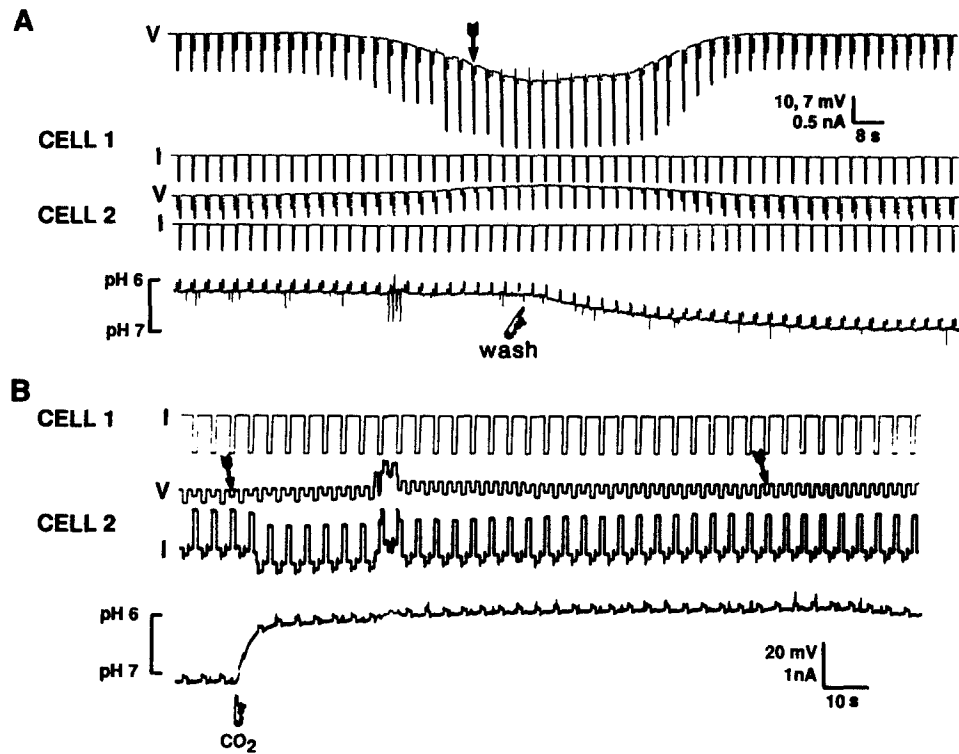 A
V
10, 7 mV
0.5 nA
8 s
CELL 1
I
V
CELL 2
I
pH 6
pH 7
wash
B
CELL 1
I
V
CELL 2
I
pH 6
pH 7
20 mV
1nA
10 s
CO2